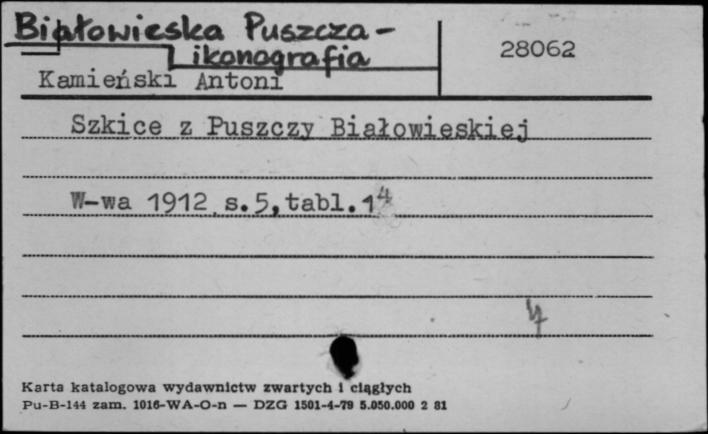 Białowieska Puszcza -
ikonografia
28062
Kamieński Antoni
Szkice z Puszczy Białowieskiej
W-wa 1912, s.5, tabl.14
4
Karta katalogowa wydawnictw zwartych i ciągłych
Pu-B-144 zam. 1016-WA-O-n — DZG 1501-4-79 5.050.000 2 81